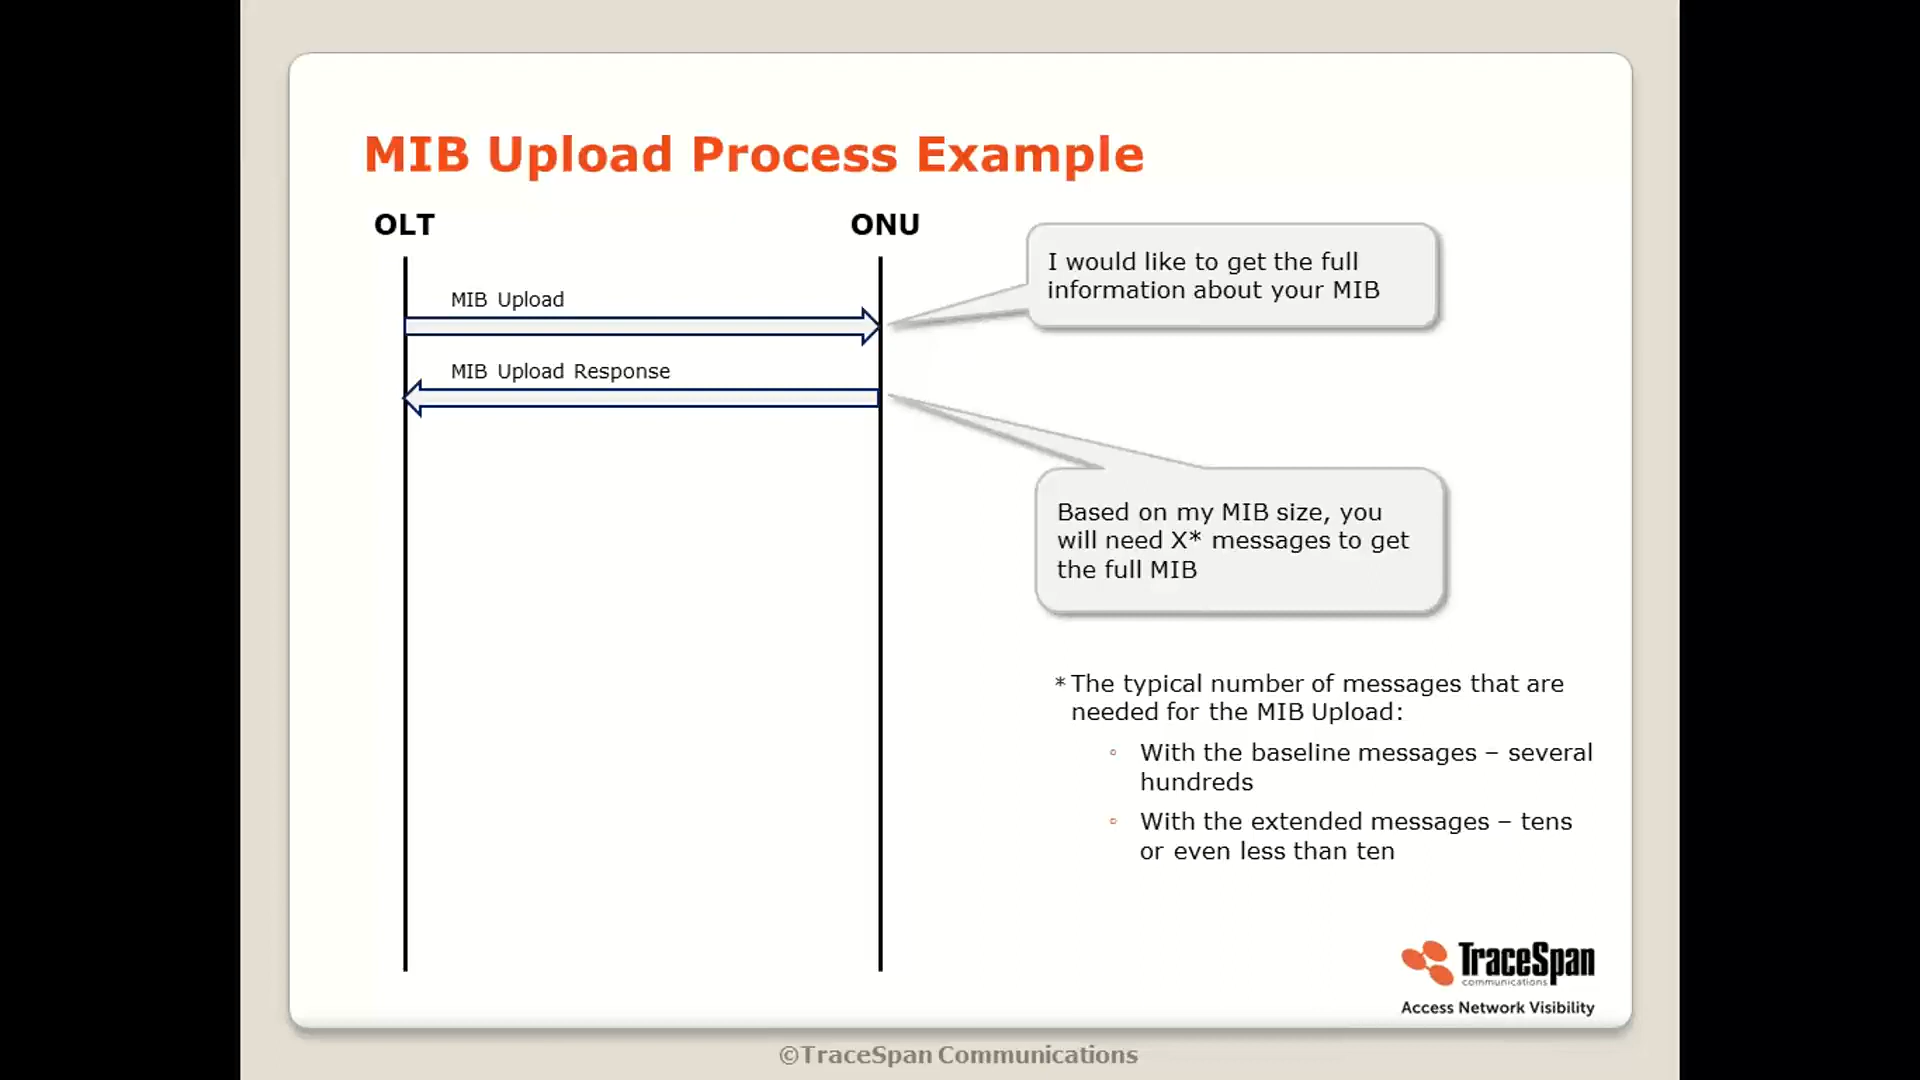 MIB Upload Process Example
OLT
ONU
MIB Upload
I would like to get the full
information about your MIB
MIB Upload Response
Based on my MIB size, you
will need X* messages to get
the full MIB
* The typical number of messages that are
needed for the MIB Upload:
◦ With the baseline messages – several
hundreds
◦ With the extended messages – tens
or even less than ten
TraceSpan
communications
Access Network Visibility
©TraceSpan Communications